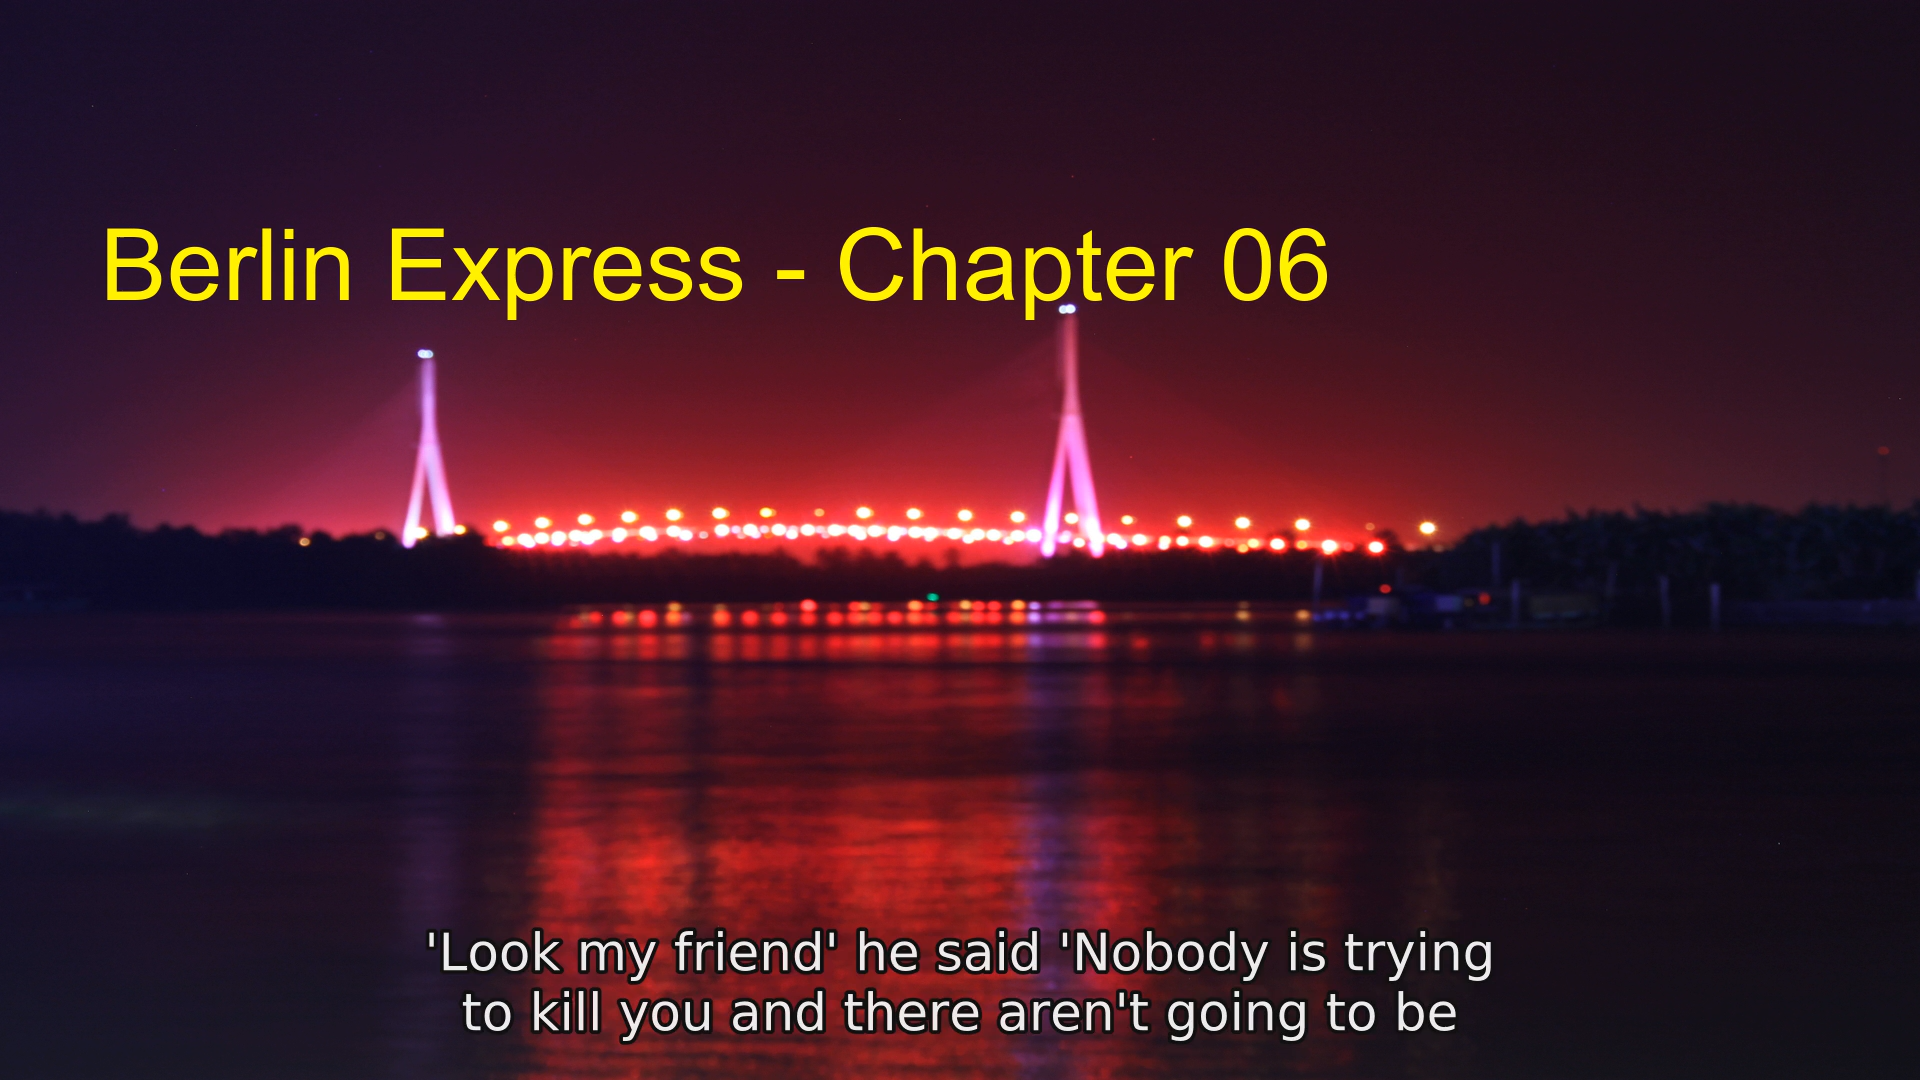 Berlin Express - Chapter 06
'Look my friend' he said 'Nobody is trying
to kill you and there aren't going to be